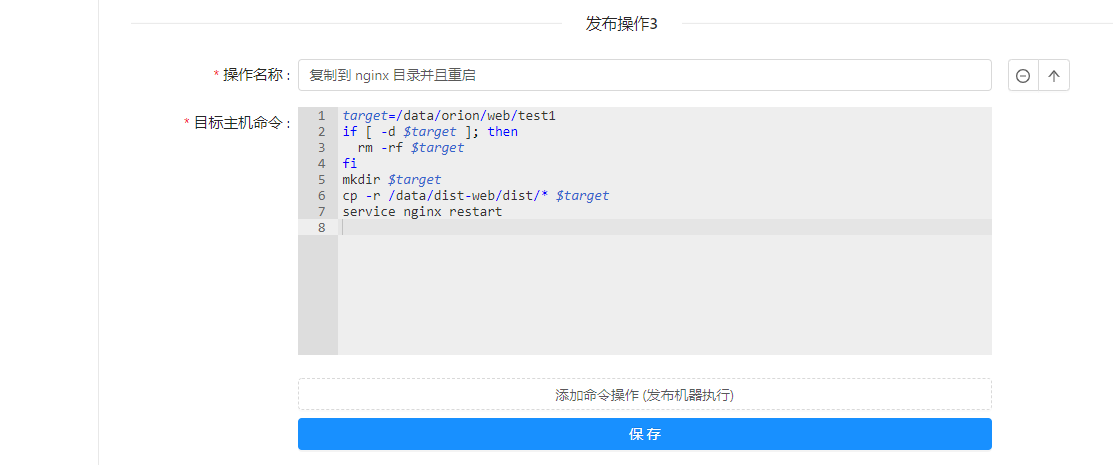 发布操作3
* 操作名称 : 复制到 nginx 目录并且重启
* 目标主机命令 :
1 target=/data/orion/web/test1
2 if [ -d $target ]; then
3   rm -rf $target
4 fi
5 mkdir $target
6 cp -r /data/dist-web/dist/* $target
7 service nginx restart
8
添加命令操作 (发布机器执行)
保 存